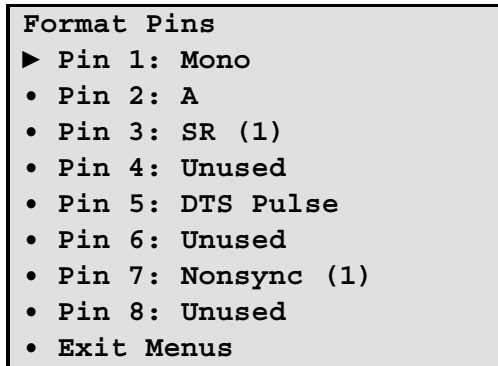 Format Pins
► Pin 1: Mono
• Pin 2: A
• Pin 3: SR (1)
• Pin 4: Unused
• Pin 5: DTS Pulse
• Pin 6: Unused
• Pin 7: Nonsync (1)
• Pin 8: Unused
• Exit Menus